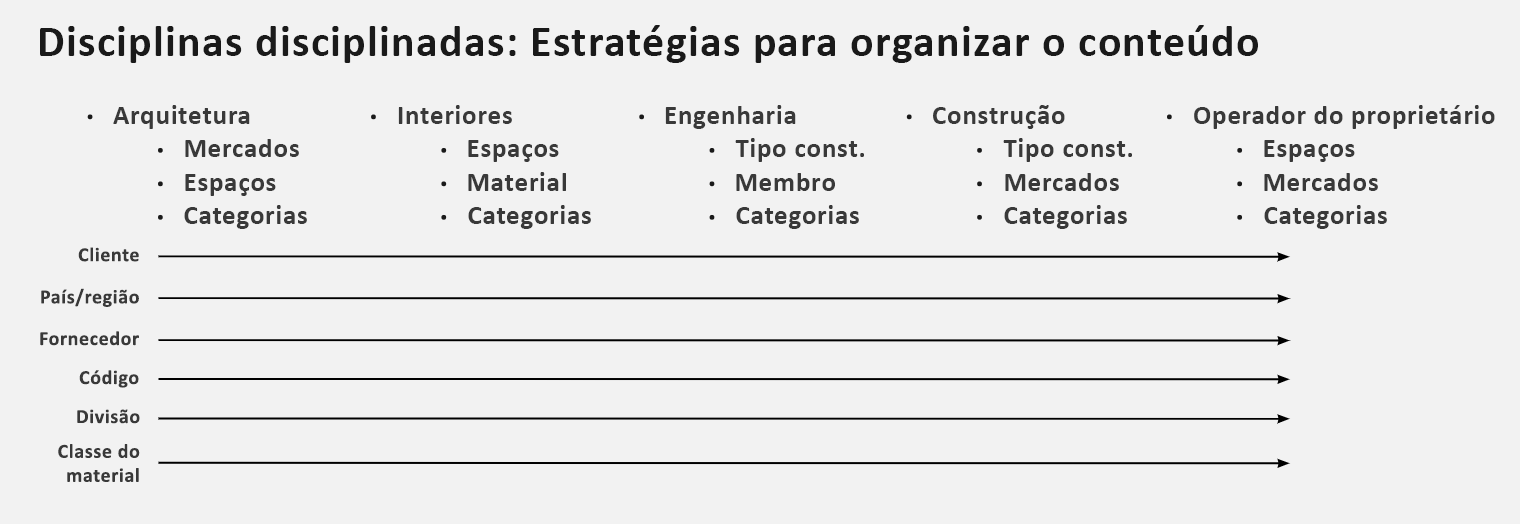 Disciplinas disciplinadas: Estratégias para organizar o conteúdo
• Arquitetura
• Mercados
• Espaços
• Categorias
• Interiores
• Espaços
• Material
• Categorias
• Engenharia
• Tipo const.
• Membro
• Categorias
• Construção
• Tipo const.
• Mercados
• Categorias
• Operador do proprietário
• Espaços
• Mercados
• Categorias
Cliente
País/região
Fornecedor
Código
Divisão
Classe do
material